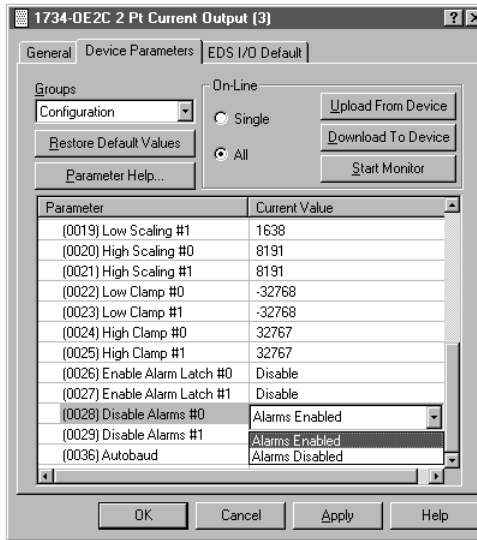 1734-OE2C 2 Pt Current Output (3)
General Device Parameters EDS I/O Default
Groups
Configuration
Restore Default Values
Parameter Help...
On-Line
Single
All
Upload From Device
Download To Device
Start Monitor
Parameter Current Value
(0019) Low Scaling #1 1638
(0020) High Scaling #0 8191
(0021) High Scaling #1 8191
(0022) Low Clamp #0 -32768
(0023) Low Clamp #1 -32768
(0024) High Clamp #0 32767
(0025) High Clamp #1 32767
(0026) Enable Alarm Latch #0 Disable
(0027) Enable Alarm Latch #1 Disable
(0028) Disable Alarms #0 Alarms Enabled
(0029) Disable Alarms #1 Alarms Enabled
(0036) Autobaud Alarms Disabled
OK Cancel Apply Help